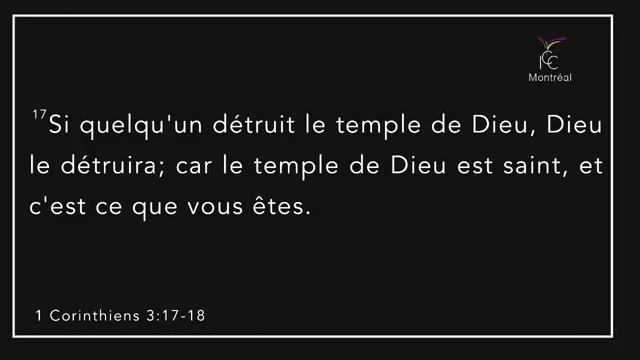 ICC
Montréal
17Si quelqu'un détruit le temple de Dieu, Dieu
le détruira; car le temple de Dieu est saint, et
c'est ce que vous êtes.
1 Corinthiens 3:17-18